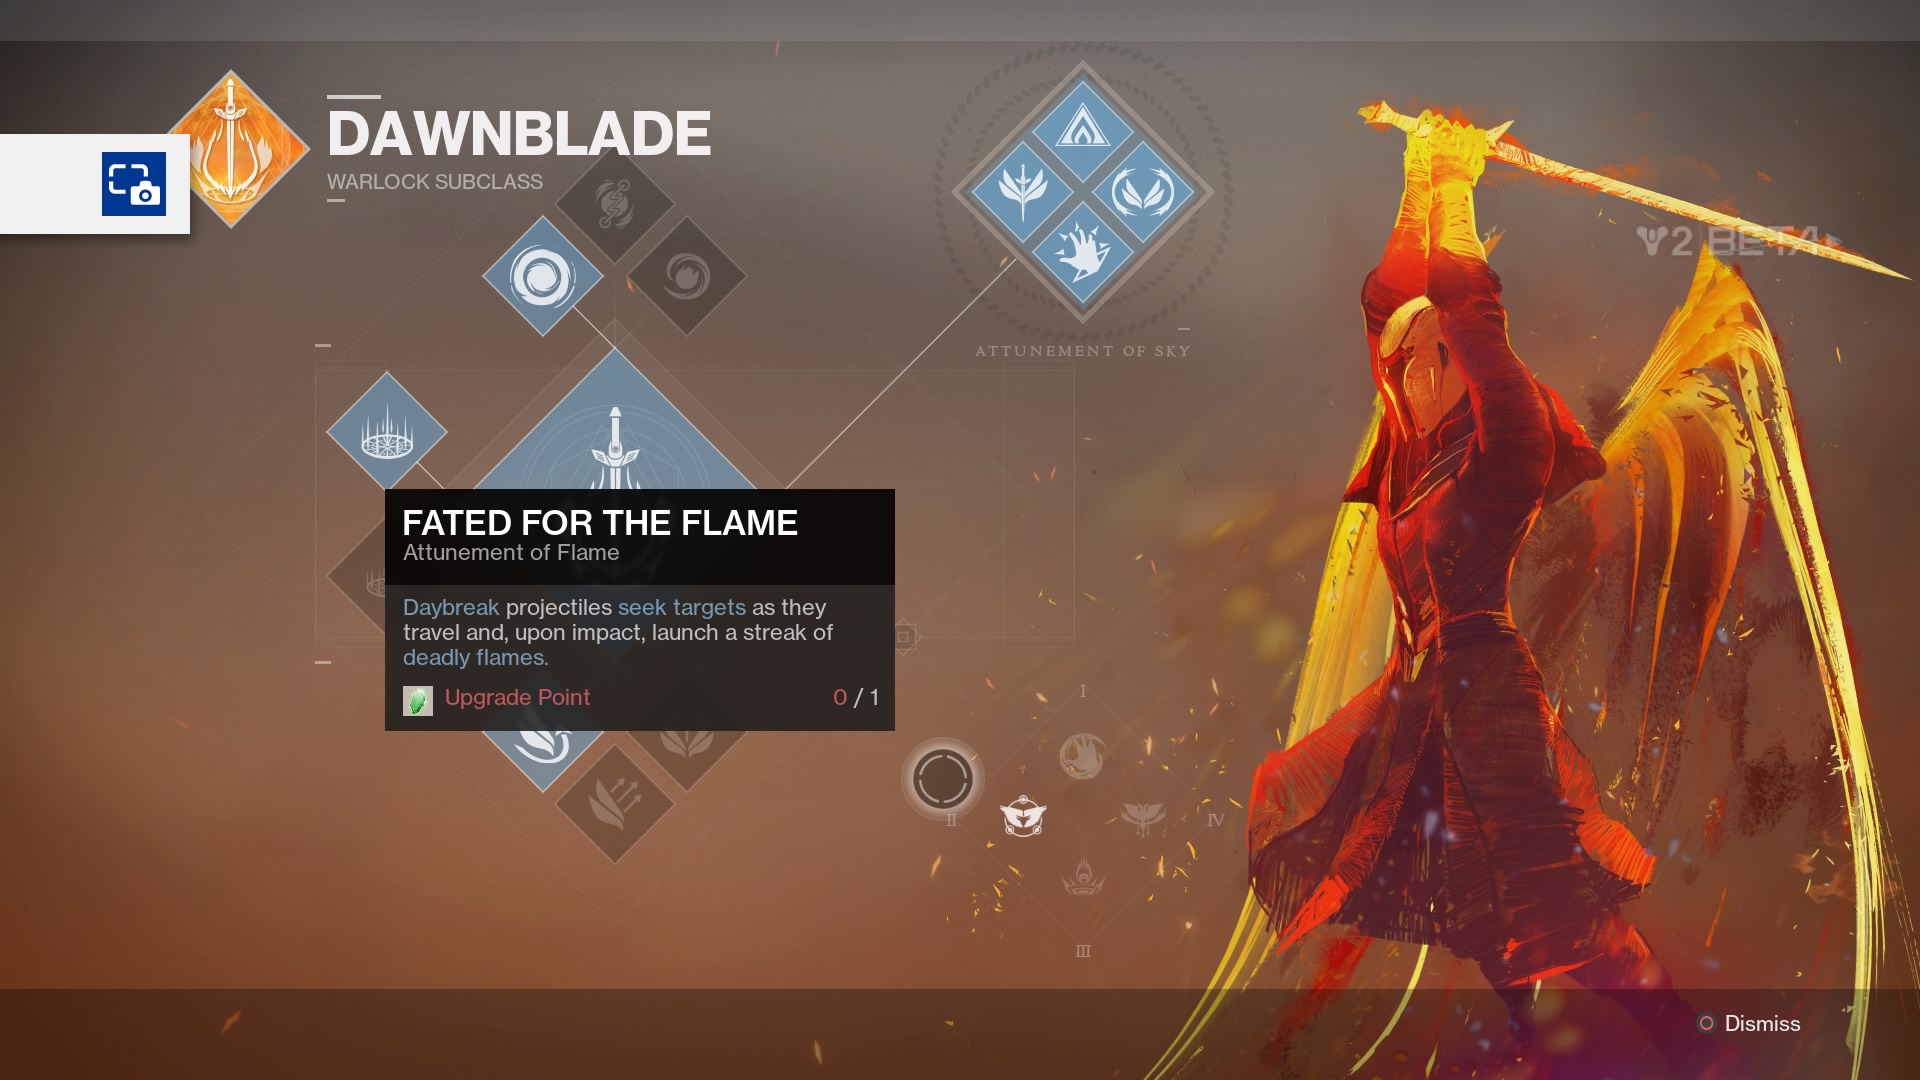 DAWNBLADE
WARLOCK SUBCLASS
2 BETA
ATTUNEMENT OF SKY
FATED FOR THE FLAME
Attunement of Flame
Daybreak projectiles seek targets as they
travel and, upon impact, launch a streak of
deadly flames.
Upgrade Point 0 / 1
I
II
IV
III
Dismiss